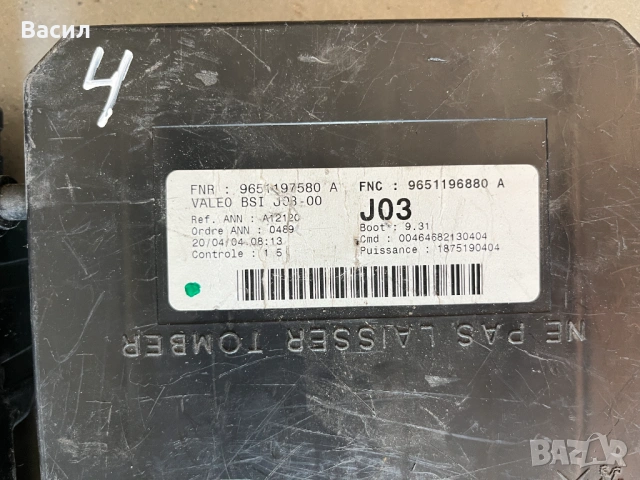 Васил
4
FNR : 9651197580 A
FNC : 9651196880 A
VALEO BSI J03-00
J03
Ref. ANN : A12120
Boot : 9.31
Ordre ANN : 0489
Cmd : 00464682130404
20/04/04 08:13
Puissance : 1875190404
Controle : 1 5
NE PAS LAISSER TOMBER
BAZAR